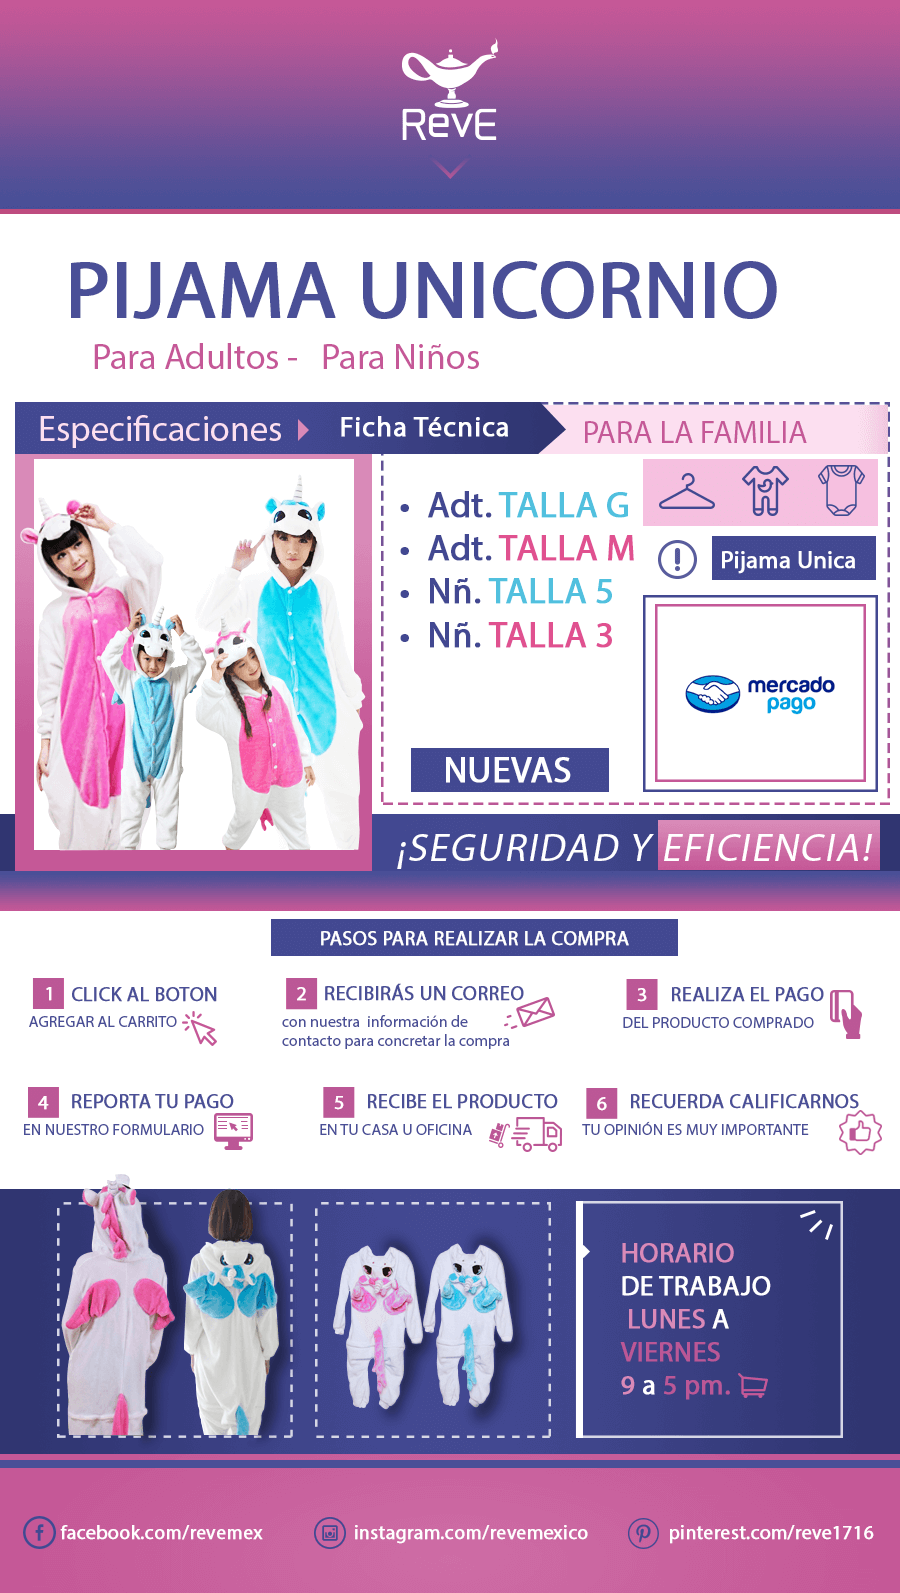 RevE
PIJAMA UNICORNIO
Para Adultos - Para Niños
Especificaciones
Ficha Técnica
PARA LA FAMILIA
• Adt. TALLA G
• Adt. TALLA M
• Nñ. TALLA 5
• Nñ. TALLA 3
Pijama Unica
mercado
pago
NUEVAS
¡SEGURIDAD Y EFICIENCIA!
PASOS PARA REALIZAR LA COMPRA
1 CLICK AL BOTON
AGREGAR AL CARRITO
2 RECIBIRÁS UN CORREO
con nuestra información de
contacto para concretar la compra
3 REALIZA EL PAGO
DEL PRODUCTO COMPRADO
4 REPORTA TU PAGO
EN NUESTRO FORMULARIO
5 RECIBE EL PRODUCTO
EN TU CASA U OFICINA
6 RECUERDA CALIFICARNOS
TU OPINIÓN ES MUY IMPORTANTE
HORARIO
DE TRABAJO
LUNES A
VIERNES
9 a 5 pm.
facebook.com/revemex
instagram.com/revemexico
pinterest.com/reve1716